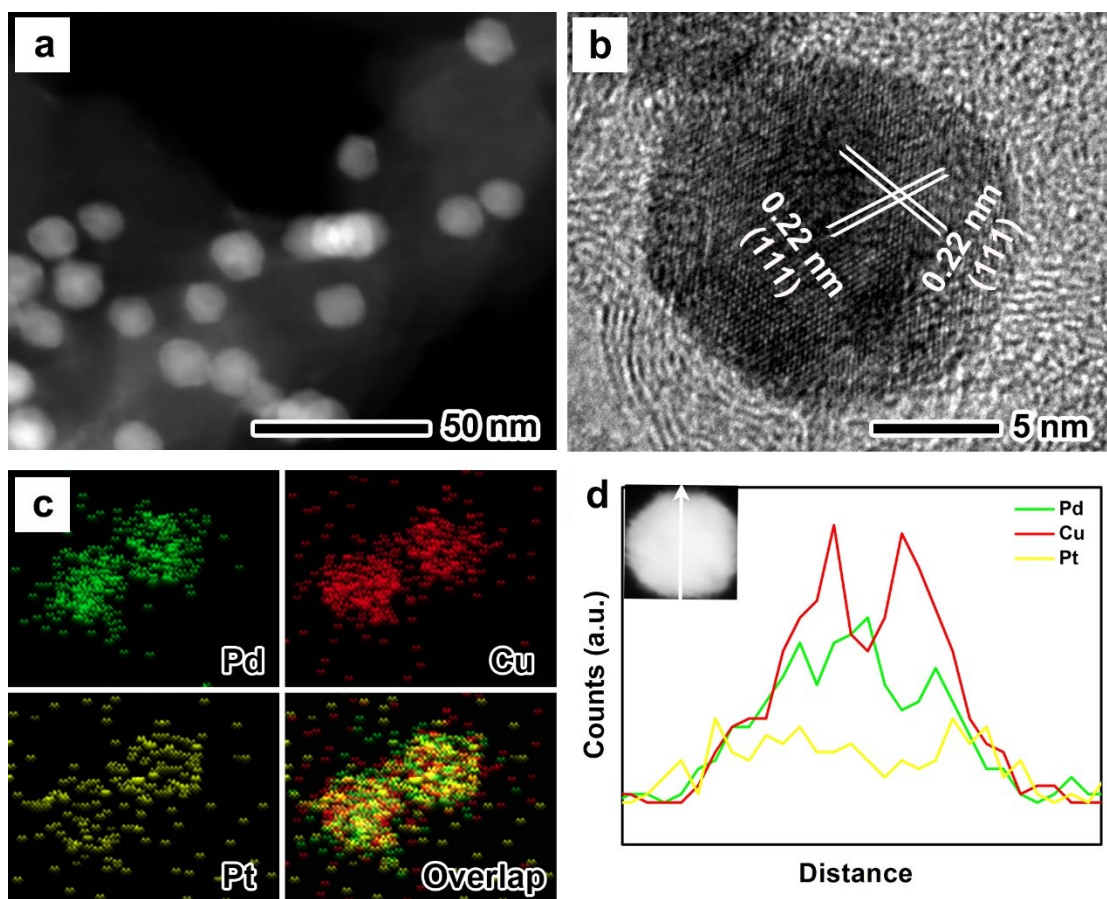 a
50 nm
b
0.22 nm
(111)
0.22 nm
(111)
5 nm
c
Pd
Cu
Pt
Overlap
d
Pd
Cu
Pt
Counts (a.u.)
Distance